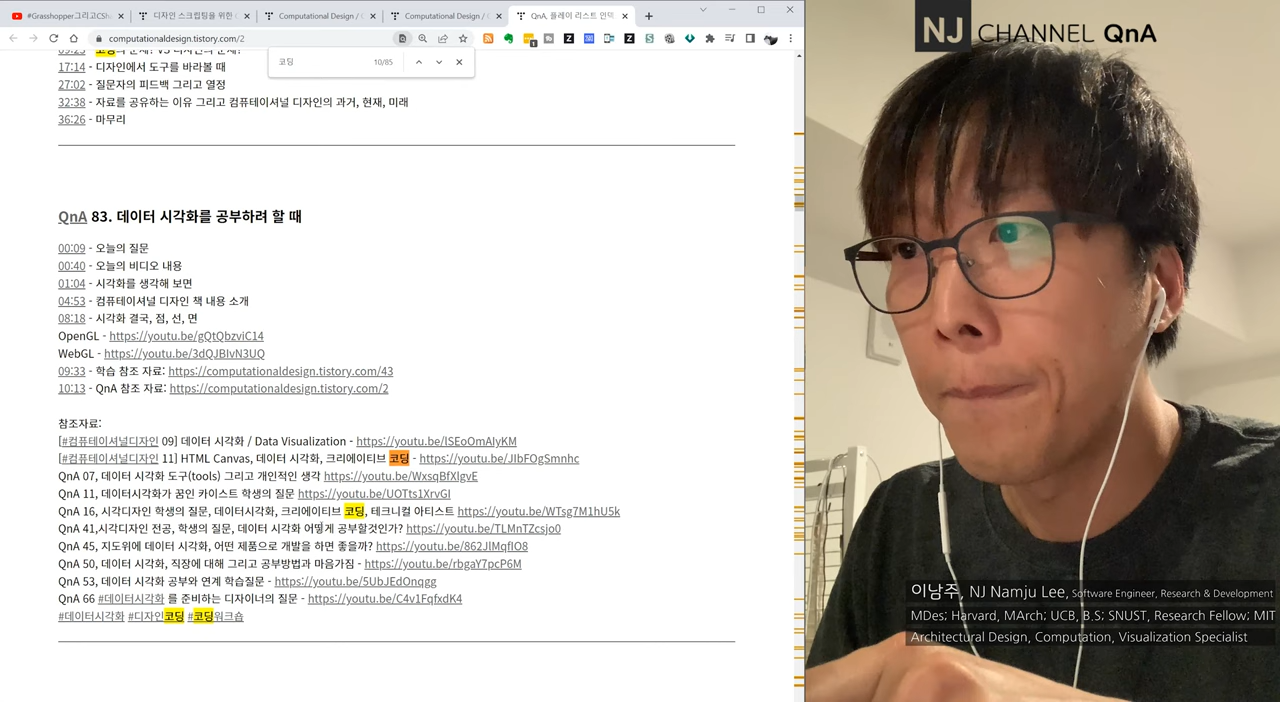 #Grasshopper그리고CSh
디자인 스크립팅을 위한
Computational Design / C
Computational Design / C
QnA, 플레이 리스트 인덱
computationaldesign.tistory.com/2
코딩
10/85
NJ CHANNEL QnA
17:14 - 디자인에서 도구를 바라볼 때
27:02 - 질문자의 피드백 그리고 열정
32:38 - 자료를 공유하는 이유 그리고 컴퓨테이셔널 디자인의 과거, 현재, 미래
36:26 - 마무리
QnA 83. 데이터 시각화를 공부하려 할 때
00:09 - 오늘의 질문
00:40 - 오늘의 비디오 내용
01:04 - 시각화를 생각해 보면
04:53 - 컴퓨테이셔널 디자인 책 내용 소개
08:18 - 시각화 결국, 점, 선, 면
OpenGL - https://youtu.be/gQtQbzviC14
WebGL - https://youtu.be/3dQJBIvN3UQ
09:33 - 학습 참조 자료: https://computationaldesign.tistory.com/43
10:13 - QnA 참조 자료: https://computationaldesign.tistory.com/2
참조자료:
[#컴퓨테이셔널디자인 09] 데이터 시각화 / Data Visualization - https://youtu.be/lSEoOmAIyKM
[#컴퓨테이셔널디자인 11] HTML Canvas, 데이터 시각화, 크리에이티브 코딩 - https://youtu.be/JIbFOgSmnhc
QnA 07, 데이터 시각화 도구(tools) 그리고 개인적인 생각 https://youtu.be/WxsqBfXlgvE
QnA 11, 데이터시각화가 꿈인 카이스트 학생의 질문 https://youtu.be/UOTts1XrvGI
QnA 16, 시각디자인 학생의 질문, 데이터시각화, 크리에이티브 코딩, 테크니컬 아티스트 https://youtu.be/WTsg7M1hU5k
QnA 41, 시각디자인 전공, 학생의 질문, 데이터 시각화 어떻게 공부할것인가? https://youtu.be/TLMnTZcsjo0
QnA 45, 지도위에 데이터 시각화, 어떤 제품으로 개발을 하면 좋을까? https://youtu.be/862JIMqfIO8
QnA 50, 데이터 시각화, 직장에 대해 그리고 공부방법과 마음가짐 - https://youtu.be/rbgaY7pcP6M
QnA 53, 데이터 시각화 공부와 연계 학습질문 - https://youtu.be/5UbJEdOnqgg
QnA 66 #데이터시각화 를 준비하는 디자이너의 질문 - https://youtu.be/C4v1FqfxdK4
#데이터시각화 #디자인코딩 #코딩워크숍
이남주, NJ Namju Lee, Software Engineer, Research & Development
MDes; Harvard, MArch; UCB, B.S; SNUST, Research Fellow; MIT
Architectural Design, Computation, Visualization Specialist